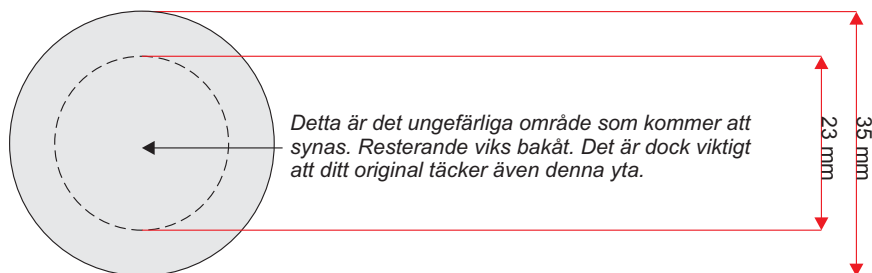 Detta är det ungefärliga område som kommer att
synas. Resterande viks bakåt. Det är dock viktigt
att ditt original täcker även denna yta.
23 mm
35 mm